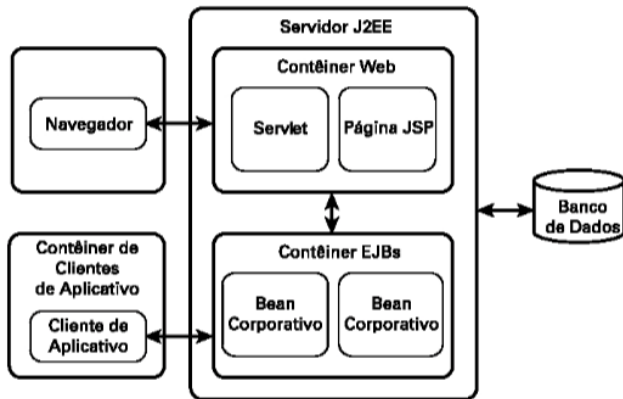 Servidor J2EE
Contêiner Web
Navegador
Servlet
Página JSP
Banco
de Dados
Contêiner de
Clientes
de Aplicativo
Cliente de
Aplicativo
Contêiner EJBs
Bean
Corporativo
Bean
Corporativo